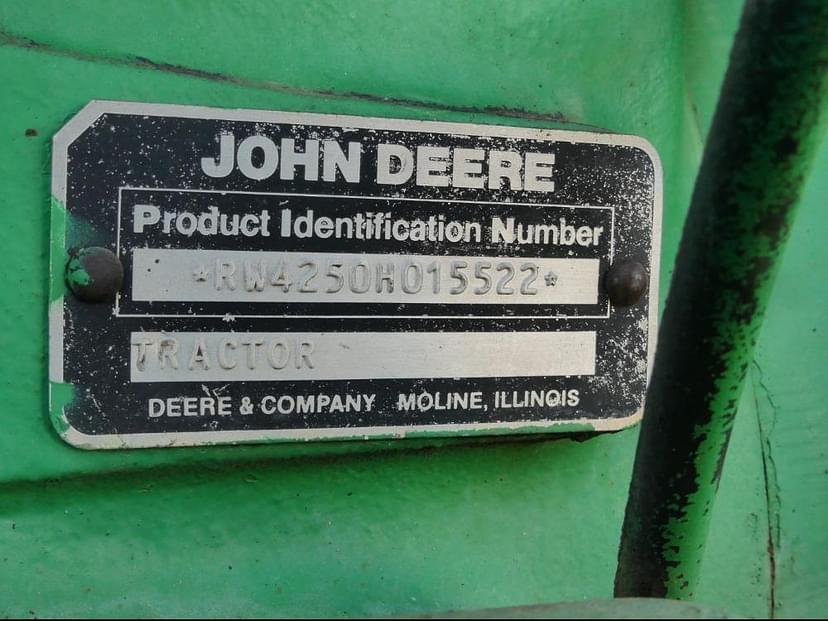 JOHN DEERE
Product Identification Number
*RW4250H015522*
TRACTOR
DEERE & COMPANY MOLINE, ILLINOIS